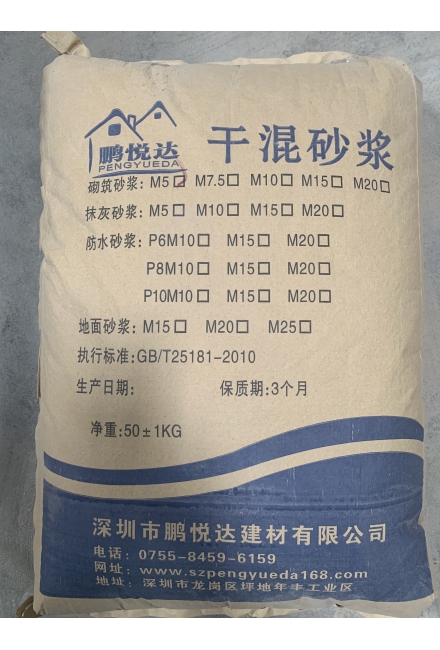 鹏悦达
PENGYUEDA
干混砂浆
砌筑砂浆: M5□ M7.5□ M10□ M15□ M20□
抹灰砂浆: M5□ M10□ M15□ M20□
防水砂浆: P6M10□ M15□ M20□
P8M10□ M15□ M20□
P10M10□ M15□ M20□
地面砂浆: M15□ M20□ M25□
执行标准:GB/T25181-2010
生产日期: 保质期:3个月
净重:50±1KG
深圳市鹏悦达建材有限公司
电话: 0755-8459-6159
网址: www.szpengyueda168.com
地址: 深圳市龙岗区坪地年丰工业区